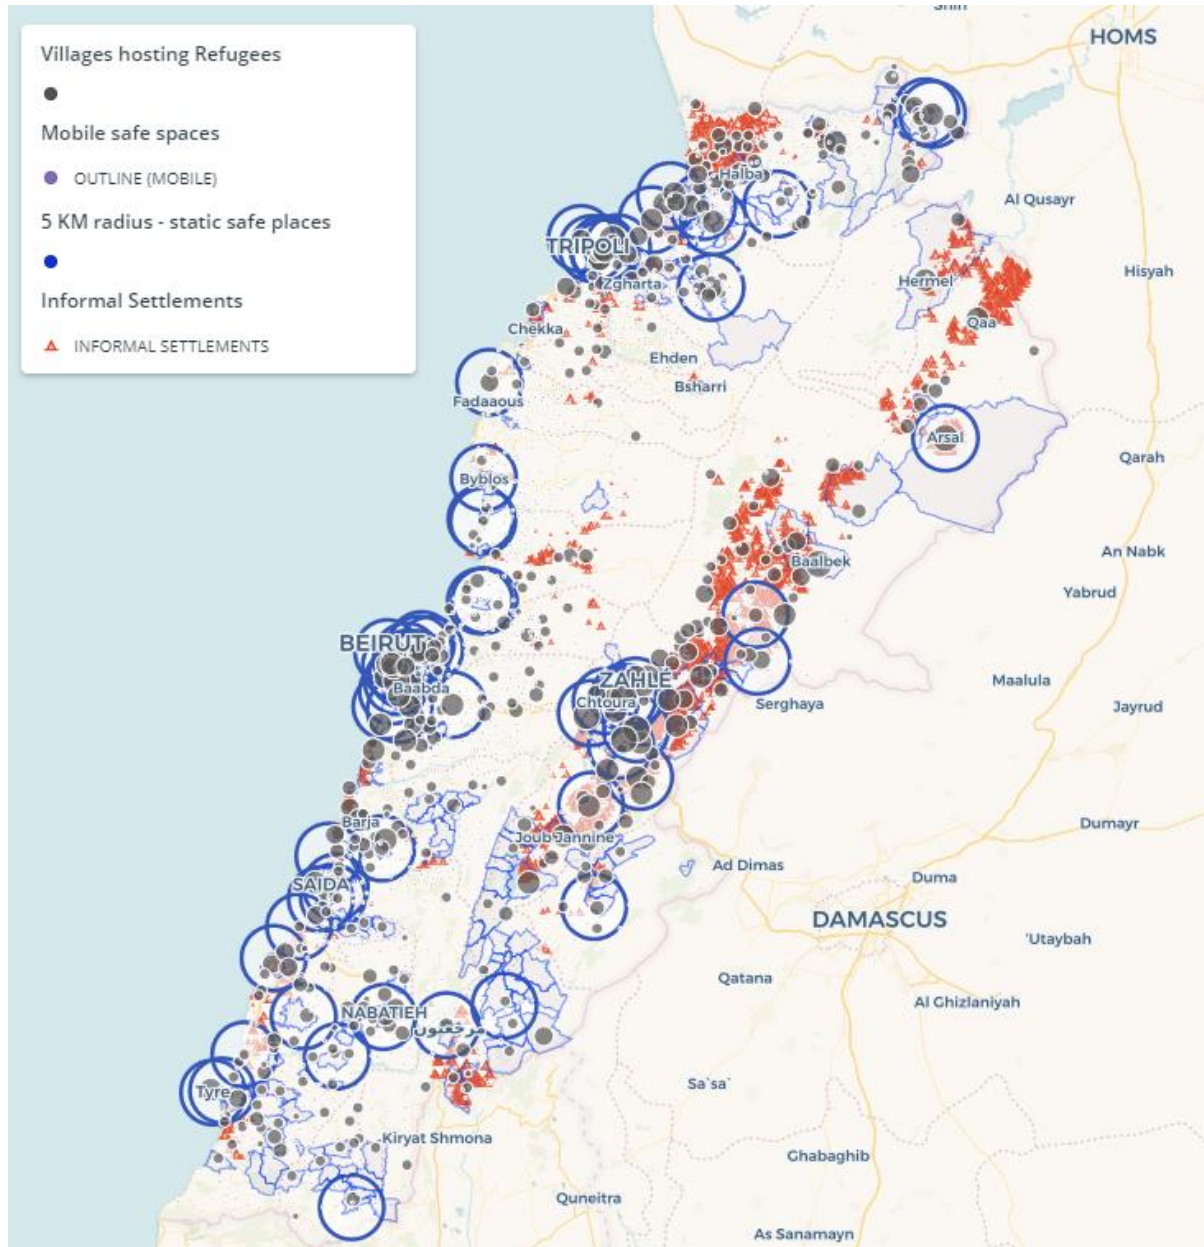 Shin
HOMS
Villages hosting Refugees
Mobile safe spaces
OUTLINE (MOBILE)
5 KM radius - static safe places
Informal Settlements
INFORMAL SETTLEMENTS
Halba
Al Qusayr
TRIPOLI
Zgharta
Hermel
Hisyah
Chekka
Qaa
Ehden
Bsharri
Fadaaous
Arsal
Qarah
Byblos
An Nabk
Baalbek
Yabrud
BEIRUT
Baabda
ZAHLÉ
Chtoura
Maalula
Serghaya
Jayrud
Barja
Joub Jannine
Dumayr
Ad Dimas
SAIDA
Duma
DAMASCUS
'Utaybah
Qatana
NABATIEH
مرجعيون
Al Ghizlaniyah
Tyre
Sa`sa`
Kiryat Shmona
Ghabaghib
Quneitra
As Sanamayn